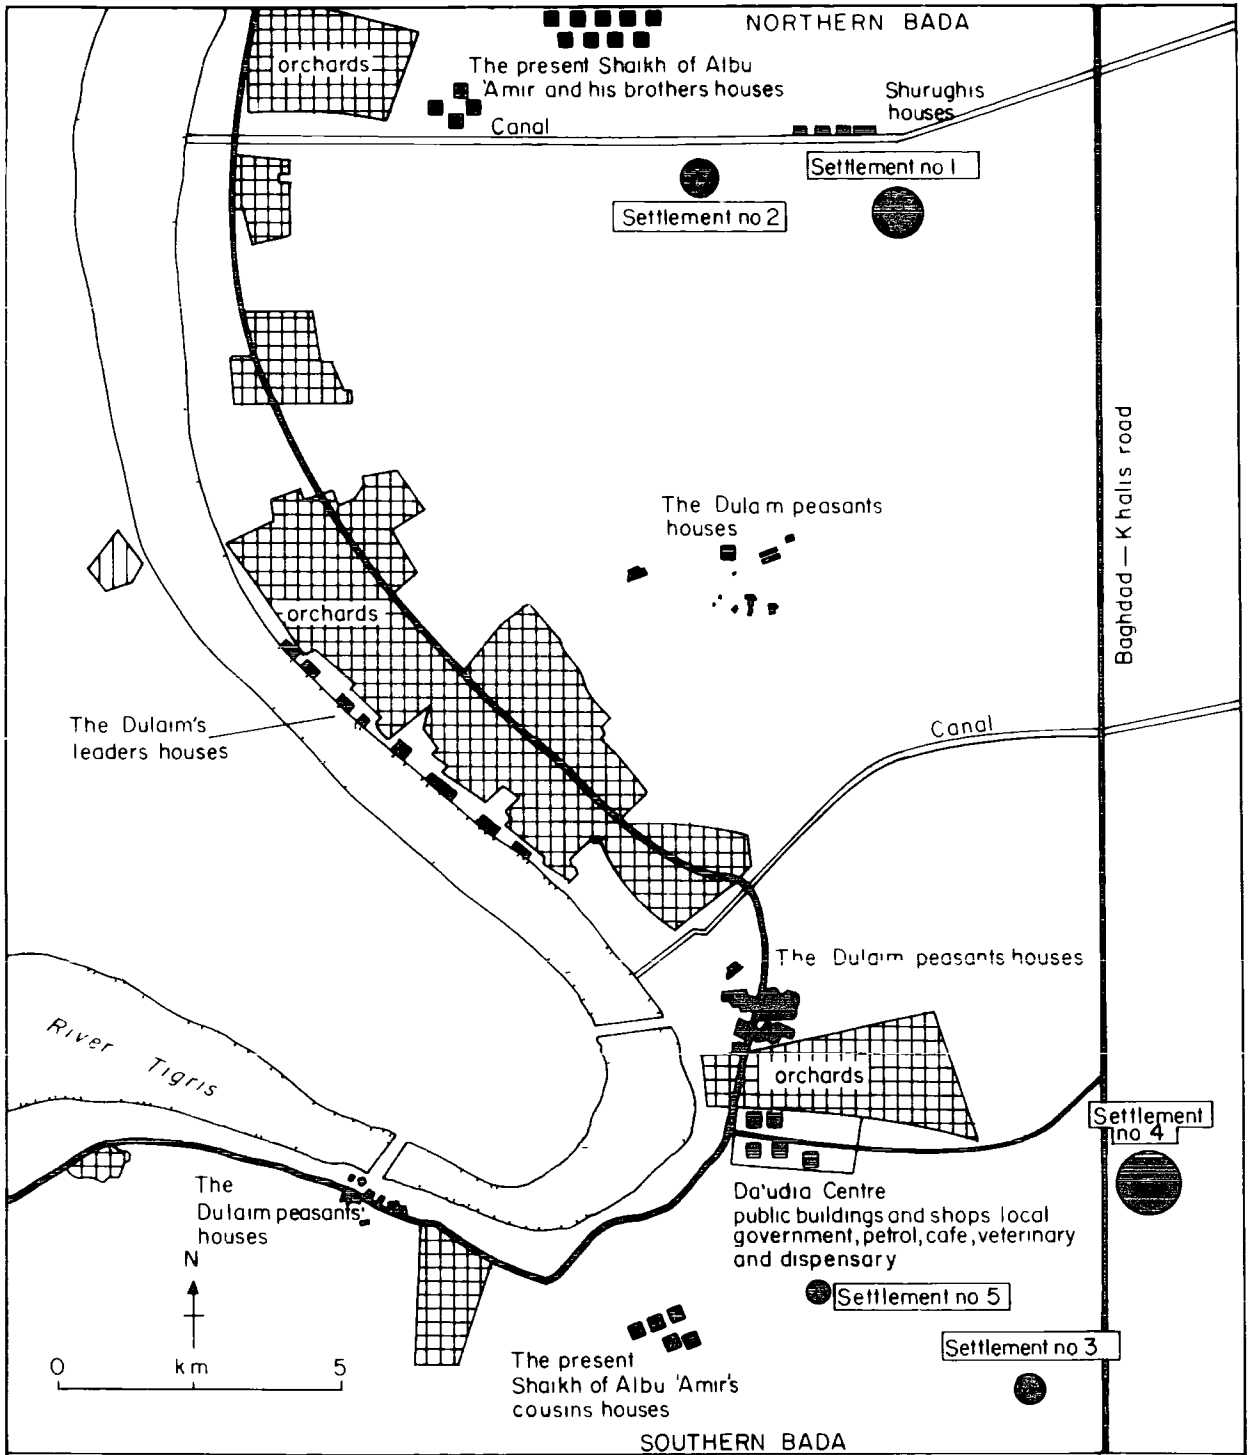 NORTHERN BADA
orchards
The present Shaikh of Albu
'Amir and his brothers houses
Shurughis
houses
Canal
Settlement no 1
Settlement no 2
The Dulaim peasants
houses
Baghdad — Khalis road
orchards
The Dulaim's
leaders houses
Canal
The Dulaim peasants houses
River Tigris
orchards
Settlement
no 4
The
Dulaim peasants'
houses
Da'udia Centre
public buildings and shops local
government, petrol, cafe, veterinary
and dispensary
N
Settlement no 5
Settlement no 3
0 km 5
The present
Shaikh of Albu 'Amir's
cousins houses
SOUTHERN BADA